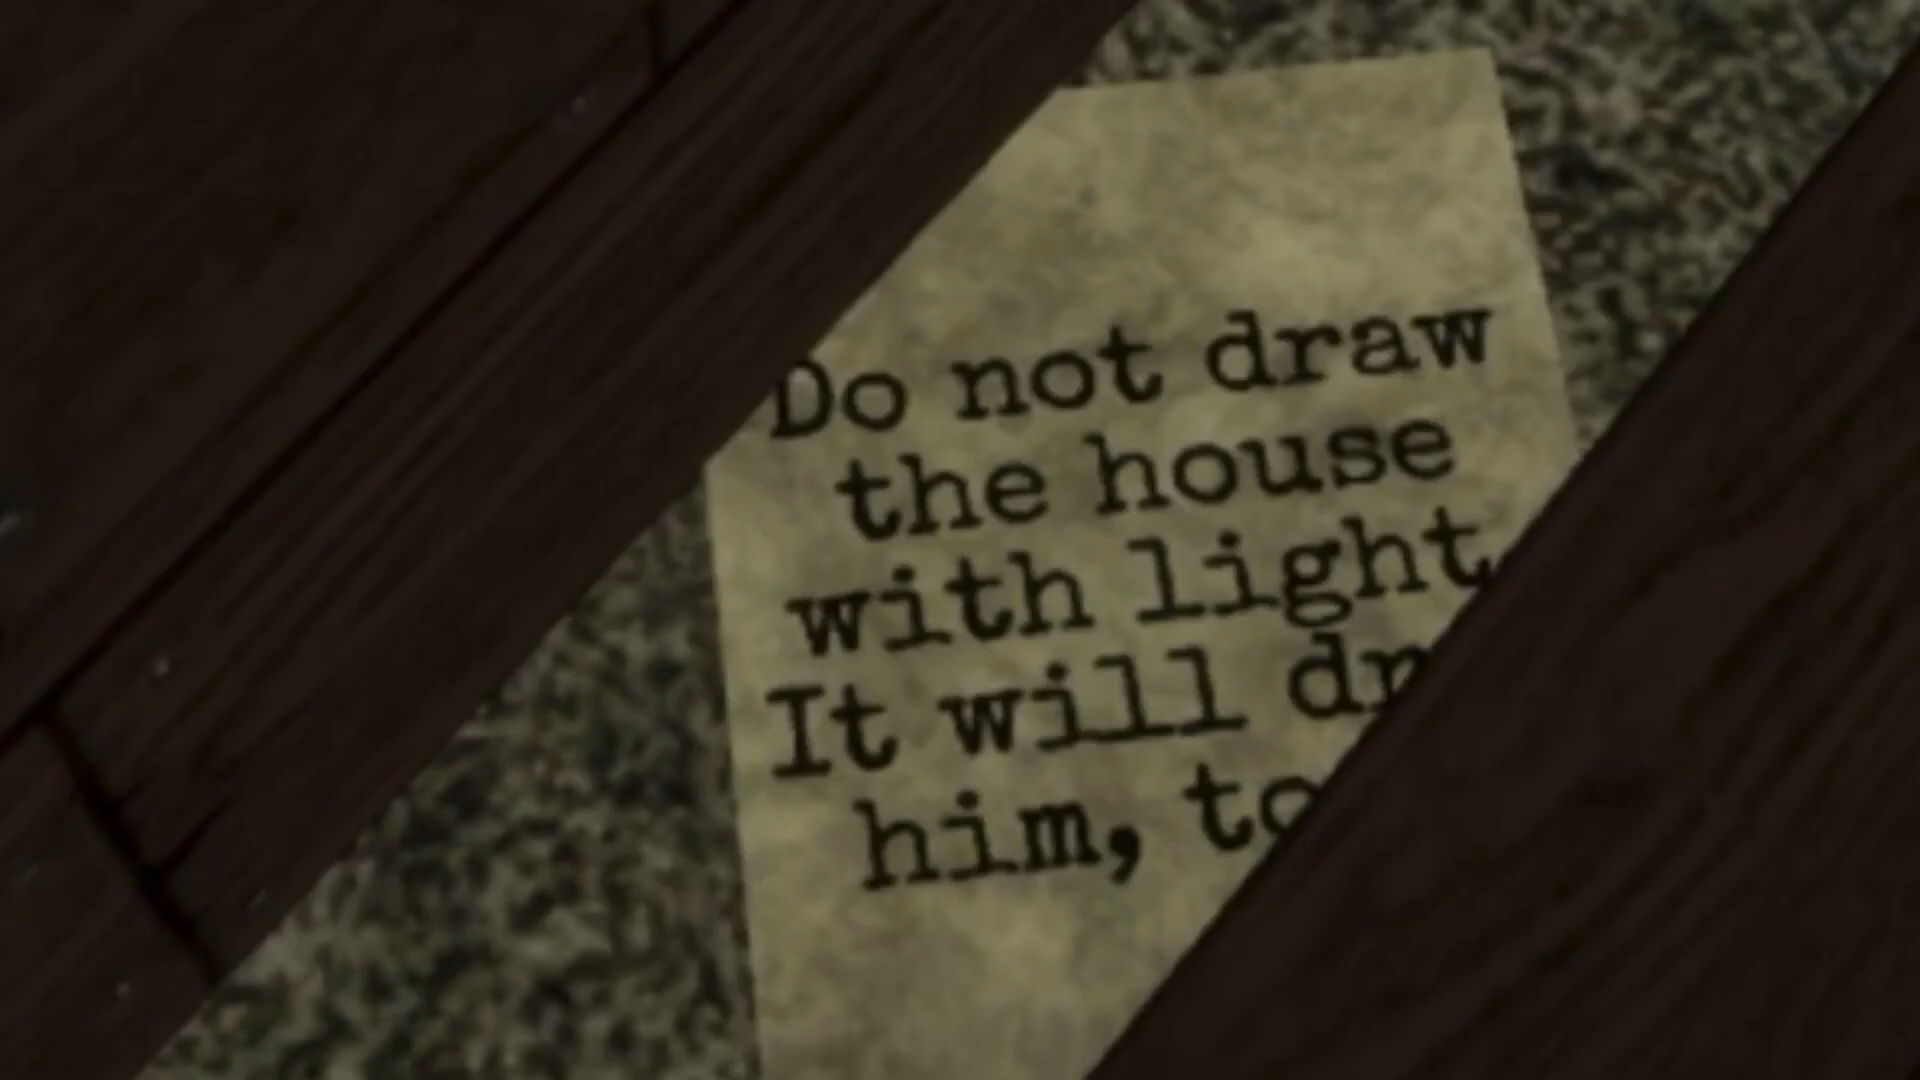 Do not draw
the house
with light.
It will
him,